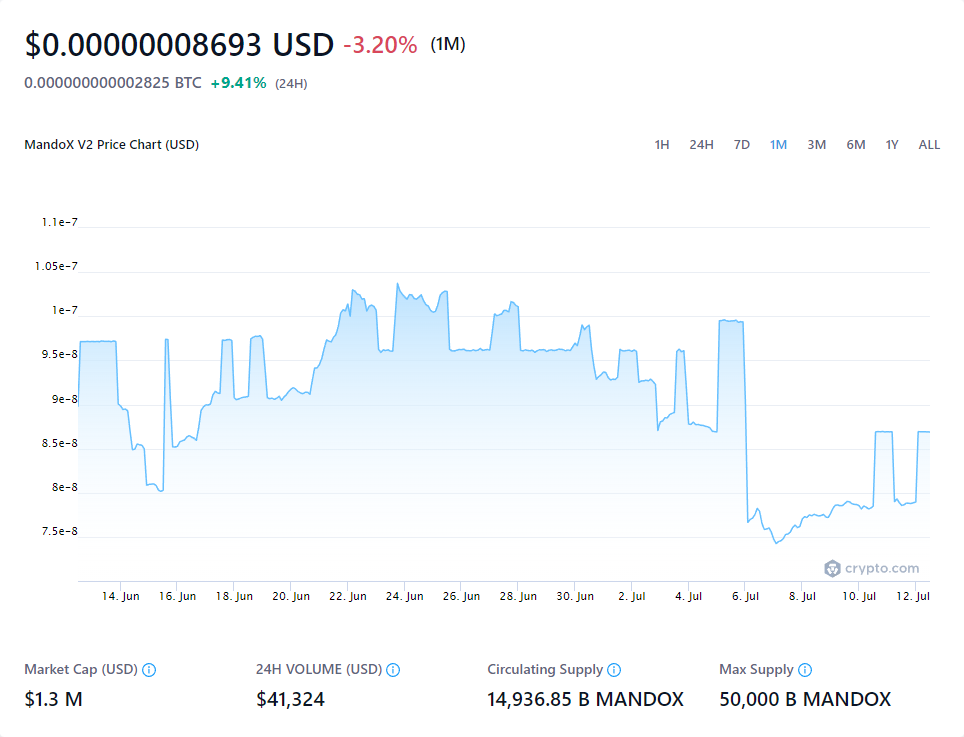 $0.00000008693 USD -3.20% (1M)
0.000000000002825 BTC +9.41% (24H)
MandoX V2 Price Chart (USD) 1H 24H 7D 1M 3M 6M 1Y ALL
1.1e-7
1.05e-7
1e-7
9.5e-8
9e-8
8.5e-8
8e-8
7.5e-8
crypto.com
14. Jun 16. Jun 18. Jun 20. Jun 22. Jun 24. Jun 26. Jun 28. Jun 30. Jun 2. Jul 4. Jul 6. Jul 8. Jul 10. Jul 12. Jul
Market Cap (USD) 24H VOLUME (USD) Circulating Supply Max Supply
$1.3 M $41,324 14,936.85 B MANDOX 50,000 B MANDOX